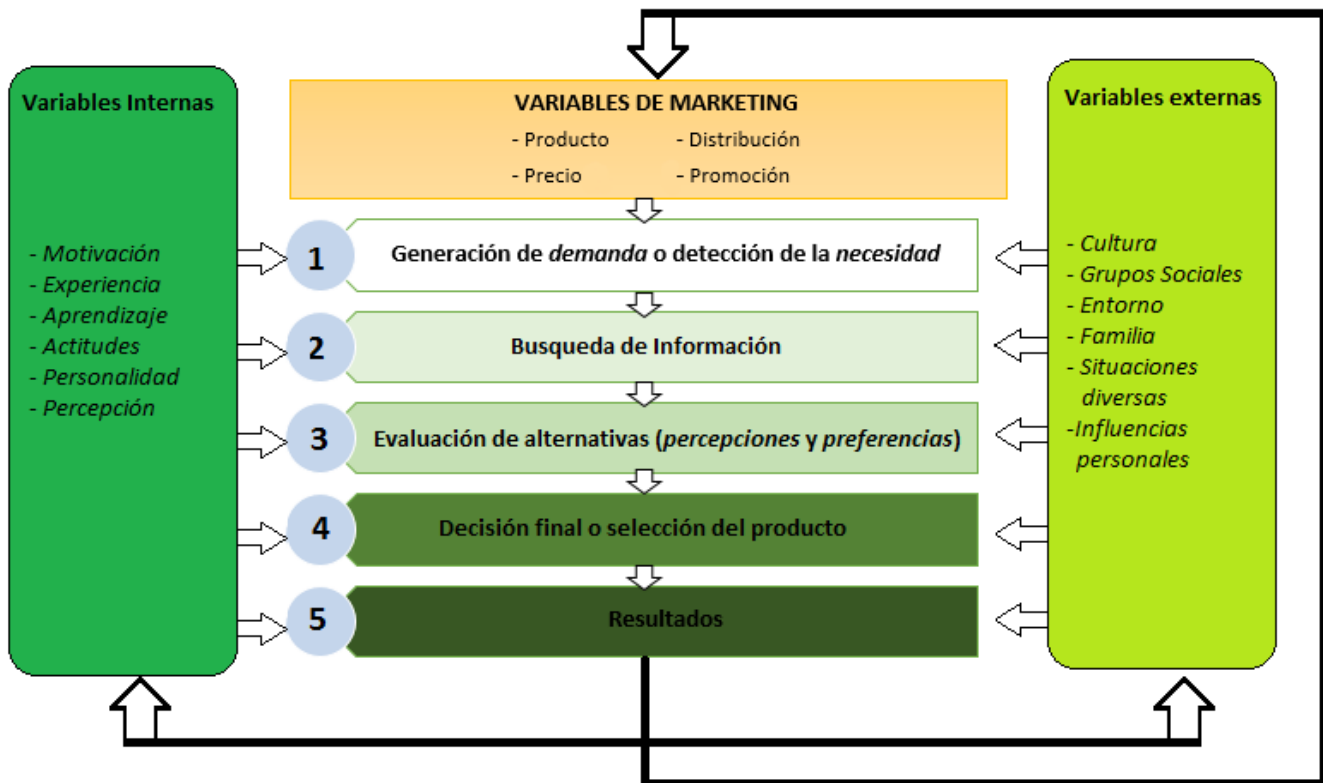 Variables Internas
- Motivación
- Experiencia
- Aprendizaje
- Actitudes
- Personalidad
- Percepción
VARIABLES DE MARKETING
- Producto - Distribución
- Precio - Promoción
1 Generación de demanda o detección de la necesidad
2 Busqueda de Información
3 Evaluación de alternativas (percepciones y preferencias)
4 Decisión final o selección del producto
5 Resultados
Variables externas
- Cultura
- Grupos Sociales
- Entorno
- Familia
- Situaciones
diversas
-Influencias
personales